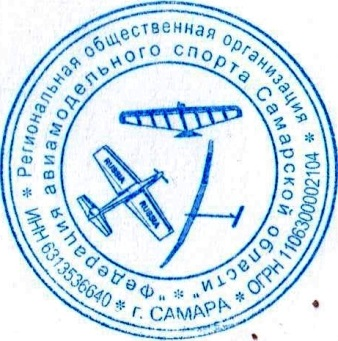 Региональная общественная организация
"Федерация авиамодельного спорта Самарской области"
* ИНН 6313536640 * г. САМАРА * ОГРН 1106300002104 *
RUSSIA
RUSSIA